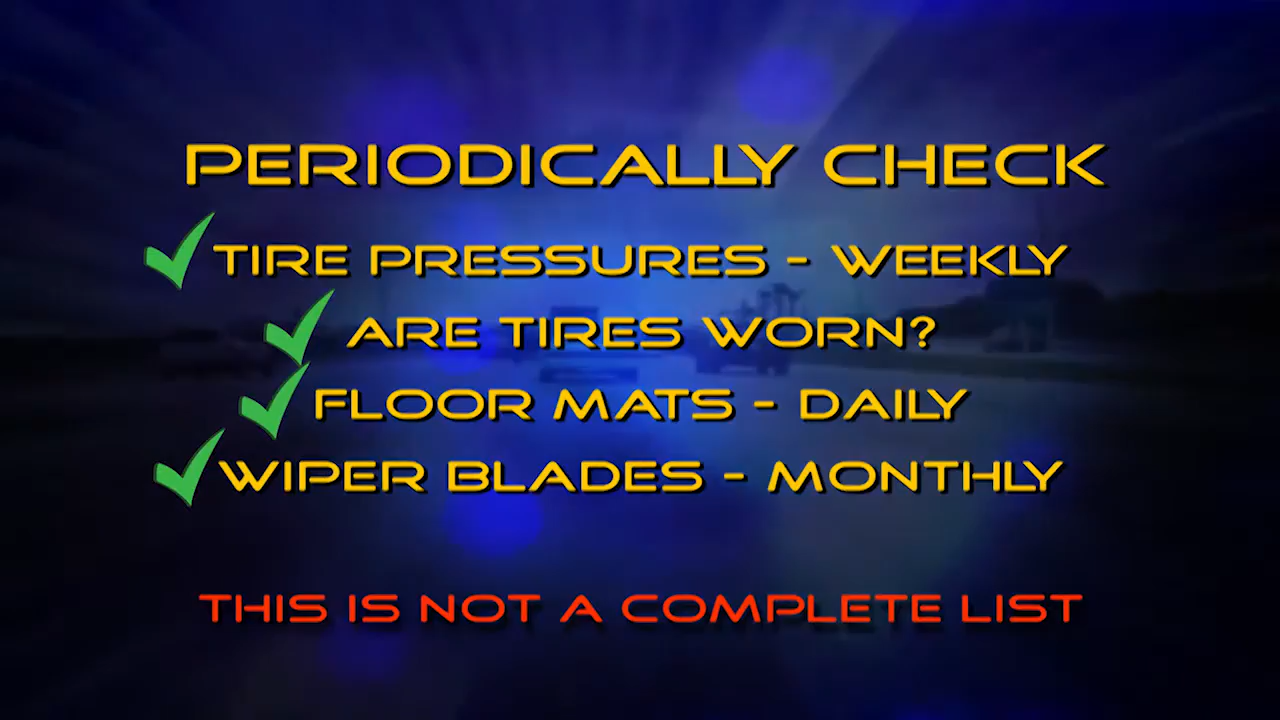 PERIODICALLY CHECK
TIRE PRESSURES - WEEKLY
ARE TIRES WORN?
FLOOR MATS - DAILY
WIPER BLADES - MONTHLY
THIS IS NOT A COMPLETE LIST